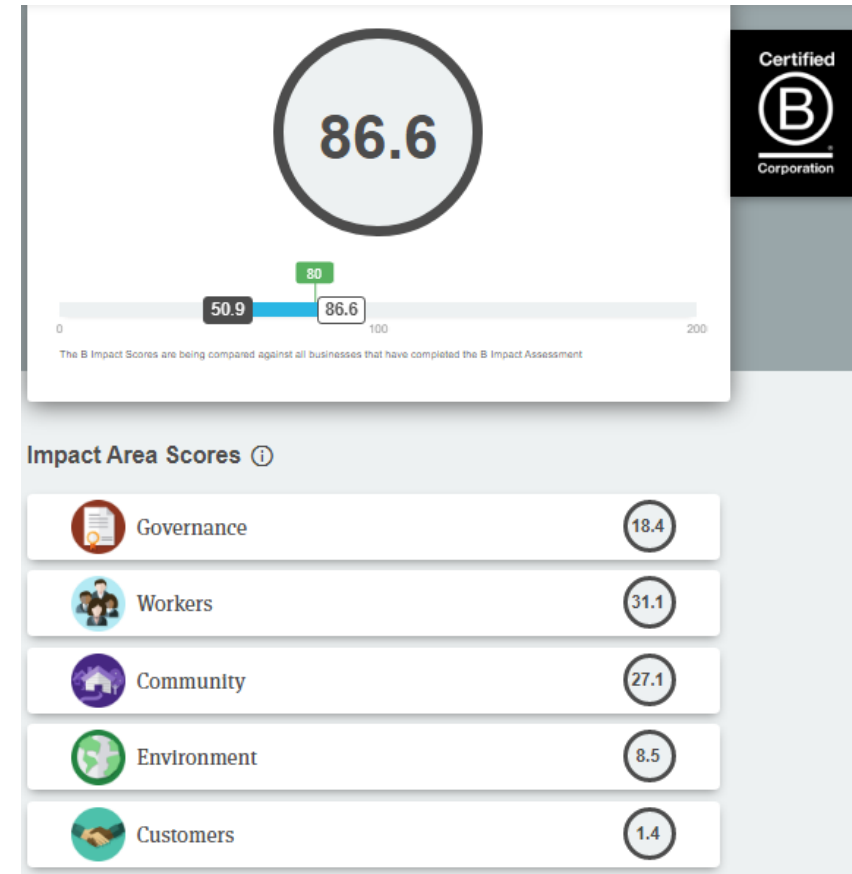 86.6
Certified
B
Corporation
80
50.9
86.6
0
100
200
The B Impact Scores are being compared against all businesses that have completed the B Impact Assessment
Impact Area Scores
Governance 18.4
Workers 31.1
Community 27.1
Environment 8.5
Customers 1.4